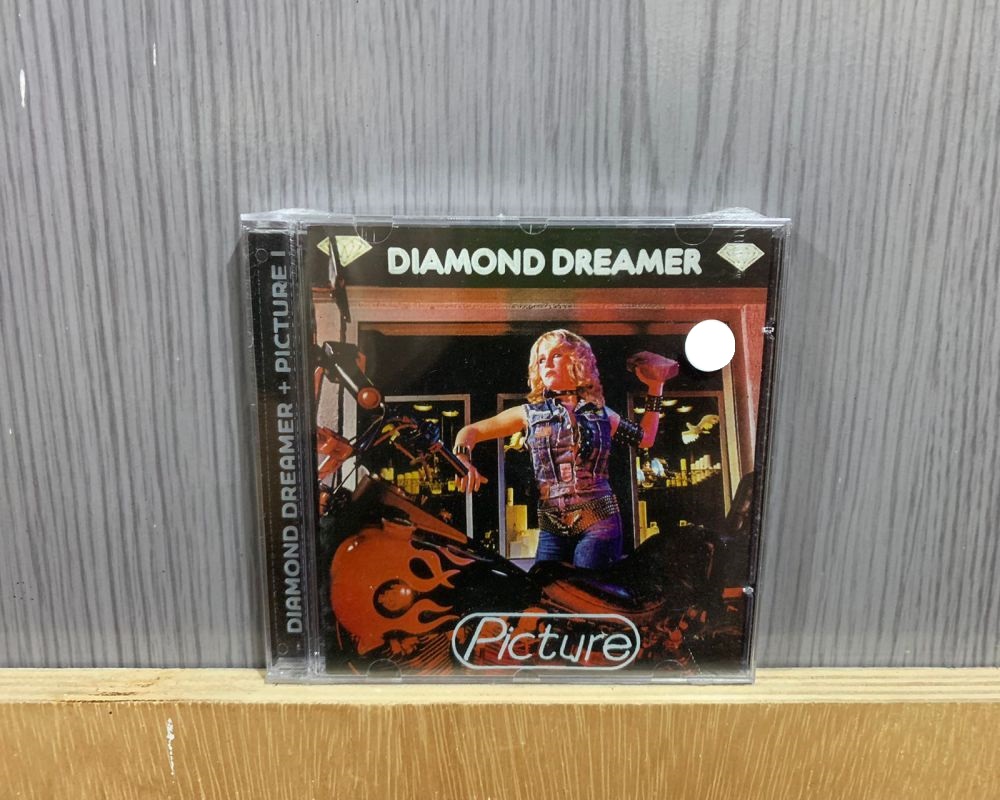 DIAMOND DREAMER
DIAMOND DREAMER + PICTURE I
Picture